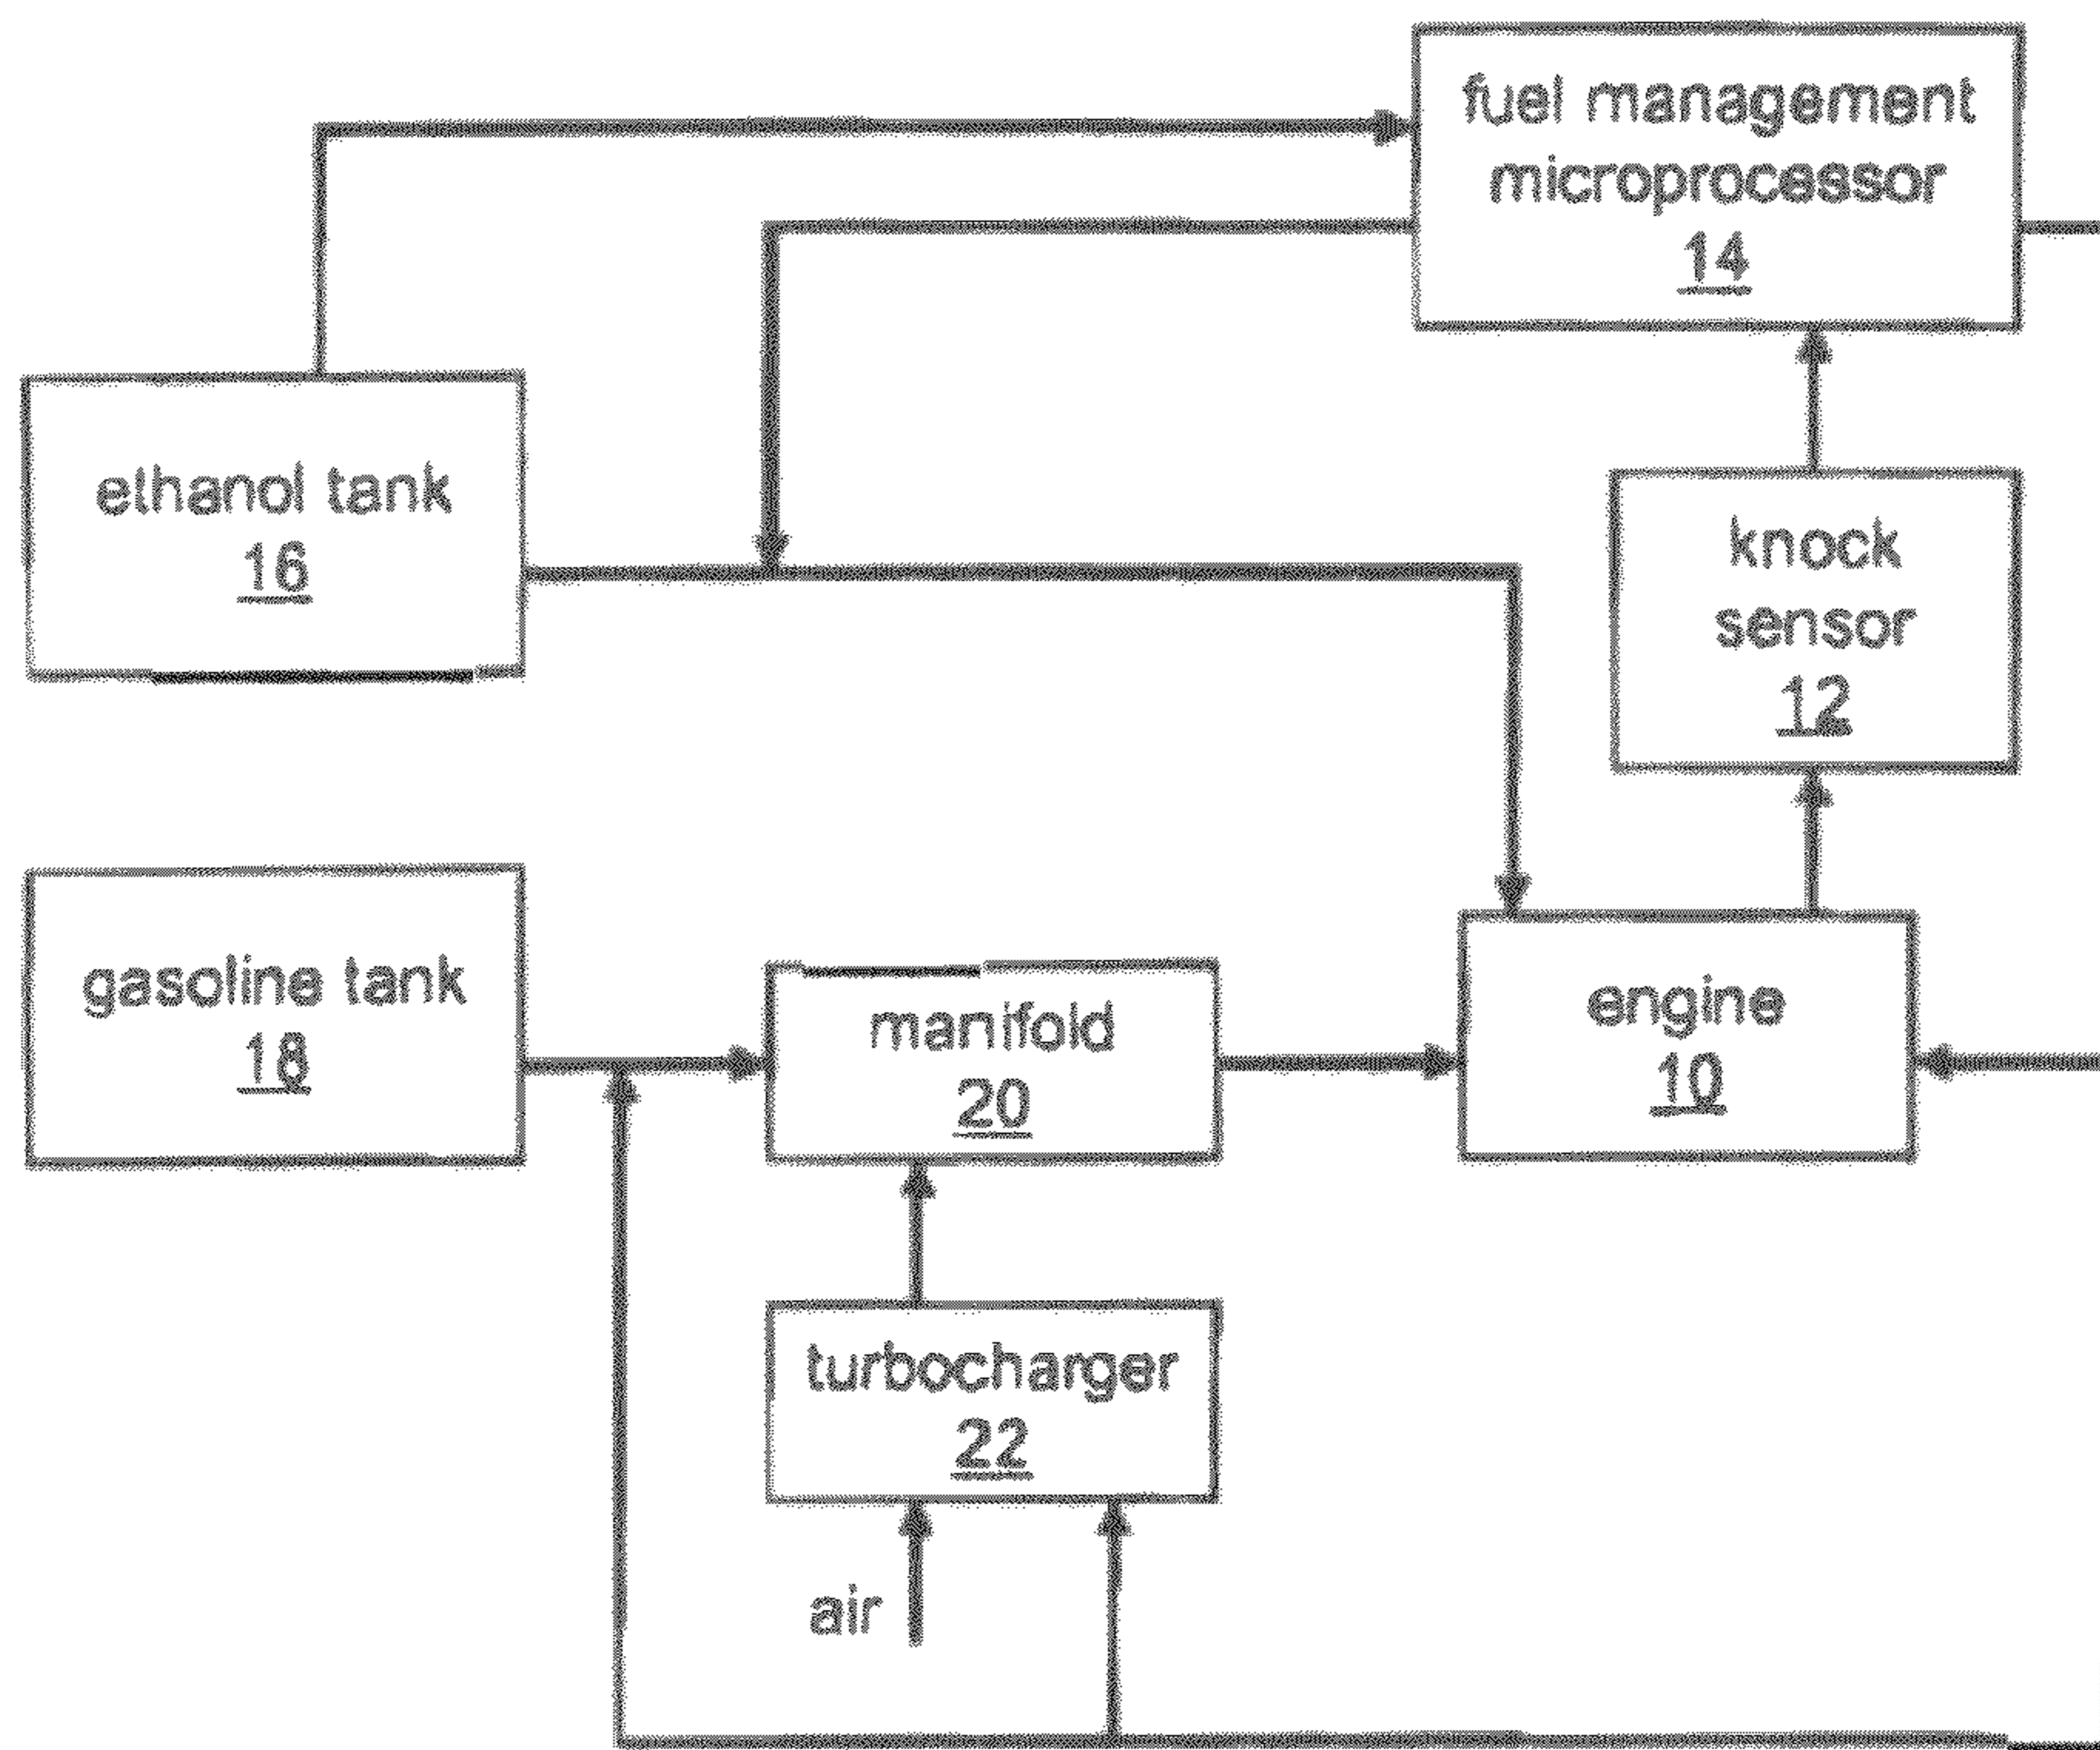 fuel management
microprocessor
14
ethanol tank
16
knock
sensor
12
gasoline tank
18
manifold
20
engine
10
turbocharger
22
air